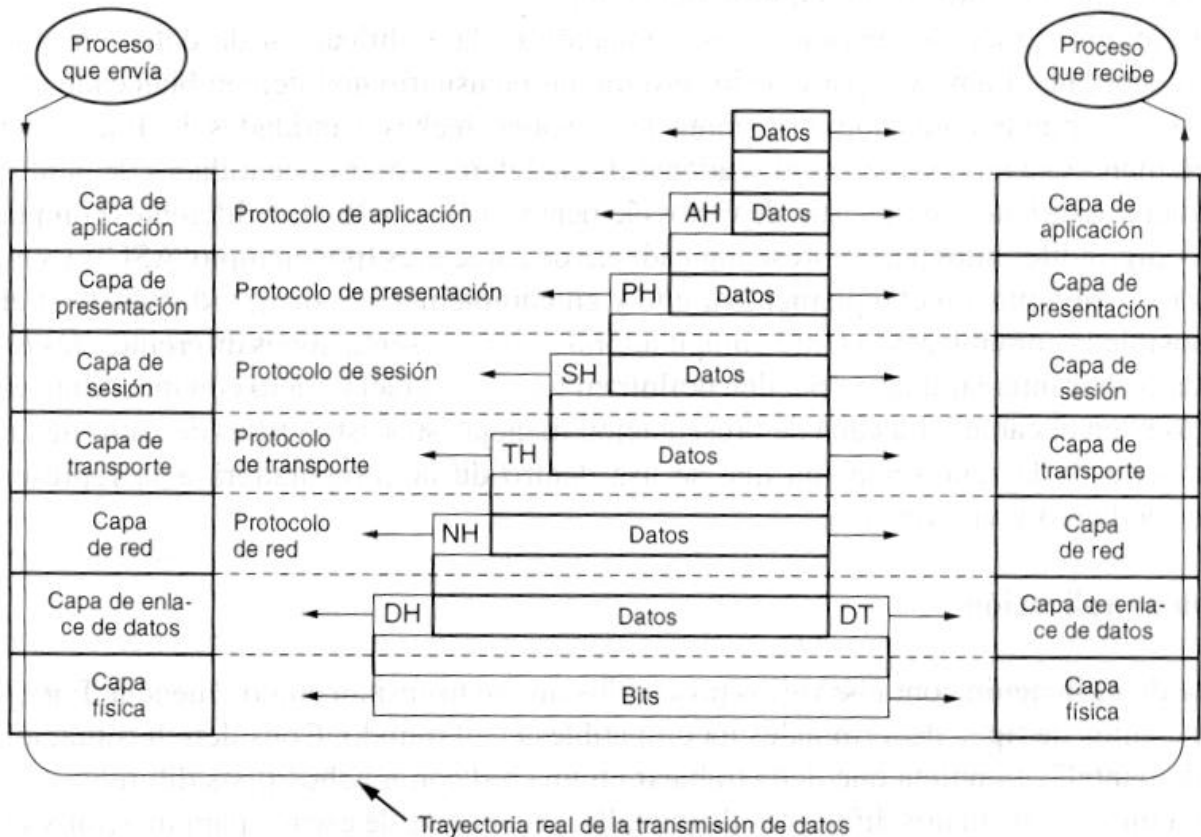 Proceso
que envía
Proceso
que recibe
Datos
Capa de
aplicación
Protocolo de aplicación
AH
Datos
Capa de
aplicación
Capa de
presentación
Protocolo de presentación
PH
Datos
Capa de
presentación
Capa de
sesión
Protocolo de sesión
SH
Datos
Capa de
sesión
Capa de
transporte
Protocolo
de transporte
TH
Datos
Capa de
transporte
Capa
de red
Protocolo
de red
NH
Datos
Capa
de red
Capa de enla-
ce de datos
DH
Datos
DT
Capa de enla-
ce de datos
Capa
física
Bits
Capa
física
Trayectoria real de la transmisión de datos